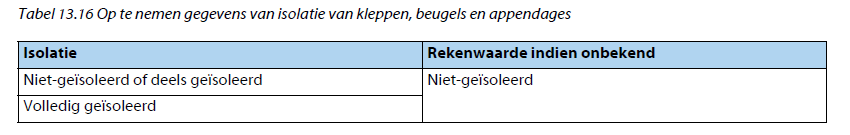 Tabel 13.16 Op te nemen gegevens van isolatie van kleppen, beugels en appendages
Isolatie Rekenwaarde indien onbekend
Niet-geïsoleerd of deels geïsoleerd Niet-geïsoleerd
Volledig geïsoleerd